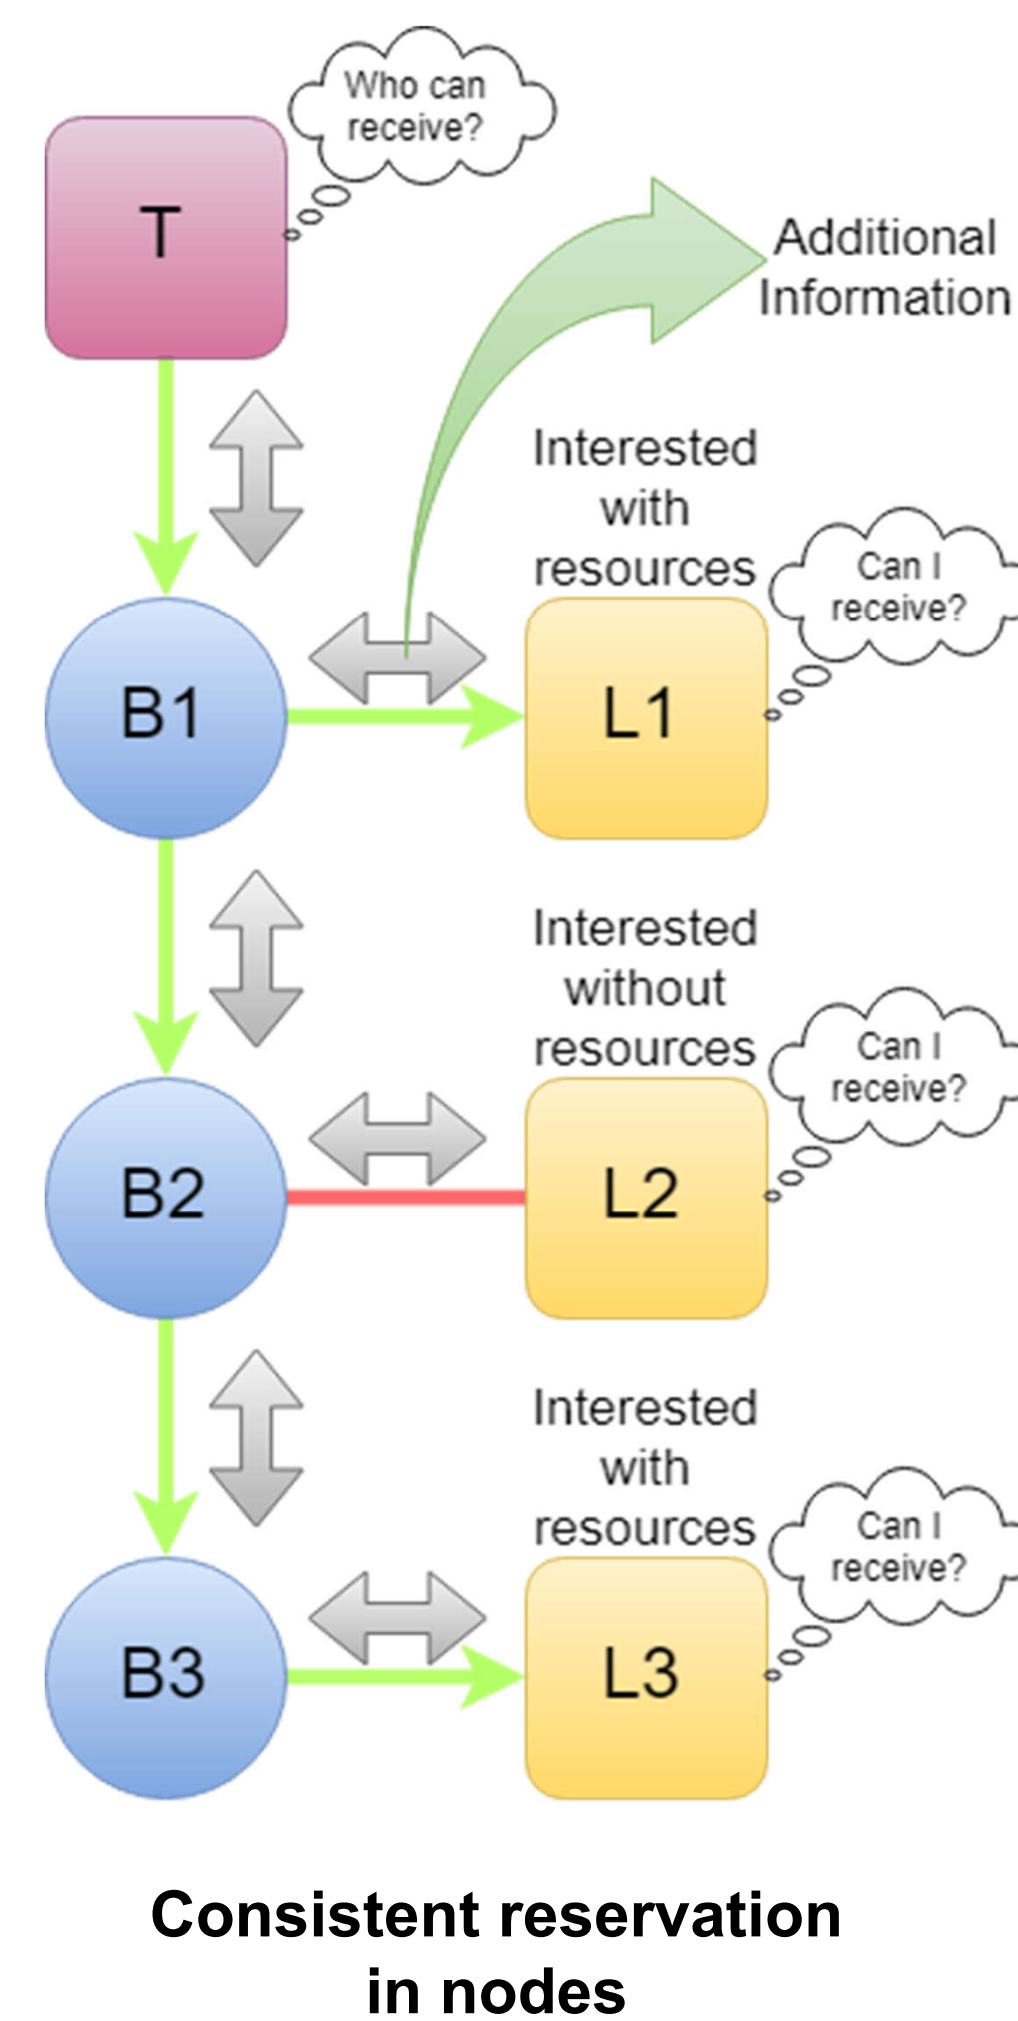 Who can
receive?
T
Additional
Information
Interested
with
resources
Can I
receive?
B1
L1
Interested
without
resources
Can I
receive?
B2
L2
Interested
with
resources
Can I
receive?
B3
L3
Consistent reservation
in nodes